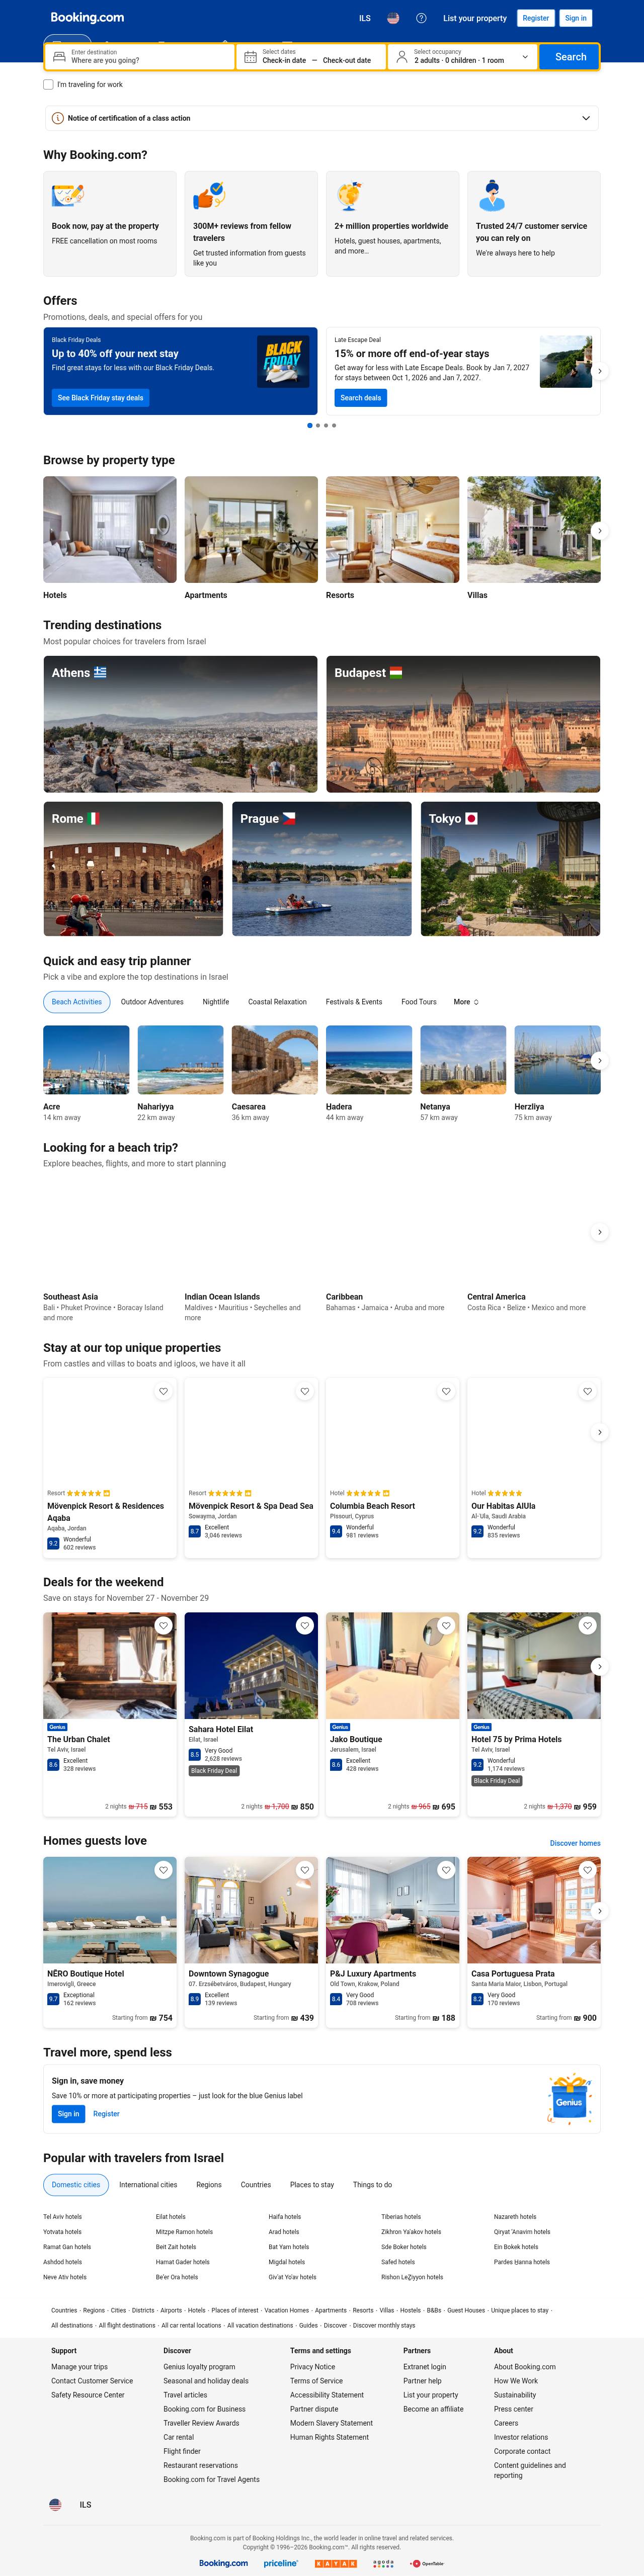 Booking.com
ILS
List your property
Register
Sign in
Enter destination
Where are you going?
Select dates
Check-in date — Check-out date
Select occupancy
2 adults · 0 children · 1 room
Search
I'm traveling for work
Notice of certification of a class action
Why Booking.com?
Book now, pay at the property
FREE cancellation on most rooms
300M+ reviews from fellow
travelers
Get trusted information from guests
like you
2+ million properties worldwide
Hotels, guest houses, apartments,
and more...
Trusted 24/7 customer service
you can rely on
We're always here to help
Offers
Promotions, deals, and special offers for you
Black Friday Deals
Up to 40% off your next stay
Find great stays for less with our Black Friday Deals.
See Black Friday stay deals
BLACK
FRIDAY
Late Escape Deal
15% or more off end-of-year stays
Get away for less with Late Escape Deals. Book by Jan 7, 2027
for stays between Oct 1, 2026 and Jan 7, 2027.
Search deals
Browse by property type
Hotels
Apartments
Resorts
Villas
Trending destinations
Most popular choices for travelers from Israel
Athens
Budapest
Rome
Prague
Tokyo
Quick and easy trip planner
Pick a vibe and explore the top destinations in Israel
Beach Activities
Outdoor Adventures
Nightlife
Coastal Relaxation
Festivals & Events
Food Tours
More
Acre
14 km away
Nahariyya
22 km away
Caesarea
36 km away
H̱adera
44 km away
Netanya
57 km away
Herzliya
75 km away
Looking for a beach trip?
Explore beaches, flights, and more to start planning
Southeast Asia
Bali • Phuket Province • Boracay Island
and more
Indian Ocean Islands
Maldives • Mauritius • Seychelles and
more
Caribbean
Bahamas • Jamaica • Aruba and more
Central America
Costa Rica • Belize • Mexico and more
Stay at our top unique properties
From castles and villas to boats and igloos, we have it all
Resort
Mövenpick Resort & Residences
Aqaba
Aqaba, Jordan
9.2
Wonderful
602 reviews
Resort
Mövenpick Resort & Spa Dead Sea
Sowayma, Jordan
8.7
Excellent
3,046 reviews
Hotel
Columbia Beach Resort
Pissouri, Cyprus
9.4
Wonderful
981 reviews
Hotel
Our Habitas AlUla
Al-`Ula, Saudi Arabia
9.2
Wonderful
835 reviews
Deals for the weekend
Save on stays for November 27 - November 29
Genius
The Urban Chalet
Tel Aviv, Israel
8.6
Excellent
328 reviews
2 nights ₪ 715 ₪ 553
Sahara Hotel Eilat
Eilat, Israel
8.5
Very Good
2,628 reviews
Black Friday Deal
2 nights ₪ 1,700 ₪ 850
Genius
Jako Boutique
Jerusalem, Israel
8.6
Excellent
428 reviews
2 nights ₪ 965 ₪ 695
Genius
Hotel 75 by Prima Hotels
Tel Aviv, Israel
9.2
Wonderful
1,174 reviews
Black Friday Deal
2 nights ₪ 1,370 ₪ 959
Homes guests love
Discover homes
NĒRO Boutique Hotel
Imerovigli, Greece
9.7
Exceptional
162 reviews
Starting from ₪ 754
Downtown Synagogue
07. Erzsébetváros, Budapest, Hungary
8.9
Excellent
139 reviews
Starting from ₪ 439
P&J Luxury Apartments
Old Town, Krakow, Poland
8.4
Very Good
708 reviews
Starting from ₪ 188
Casa Portuguesa Prata
Santa Maria Maior, Lisbon, Portugal
8.2
Very Good
170 reviews
Starting from ₪ 900
Travel more, spend less
Sign in, save money
Save 10% or more at participating properties – just look for the blue Genius label
Sign in
Register
Genius
Popular with travelers from Israel
Domestic cities
International cities
Regions
Countries
Places to stay
Things to do
Tel Aviv hotels
Eilat hotels
Haifa hotels
Tiberias hotels
Nazareth hotels
Yotvata hotels
Mitzpe Ramon hotels
Arad hotels
Zikhron Ya'akov hotels
Qiryat 'Anavim hotels
Ramat Gan hotels
Beit Zait hotels
Bat Yam hotels
Sde Boker hotels
Ein Bokek hotels
Ashdod hotels
Hamat Gader hotels
Migdal hotels
Safed hotels
Pardes H̱anna hotels
Neve Ativ hotels
Be'er Ora hotels
Giv'at Yo'av hotels
Rishon LeẔiyyon hotels
Countries · Regions · Cities · Districts · Airports · Hotels · Places of interest · Vacation Homes · Apartments · Resorts · Villas · Hostels · B&Bs · Guest Houses · Unique places to stay ·
All destinations · All flight destinations · All car rental locations · All vacation destinations · Guides · Discover · Discover monthly stays
Support
Manage your trips
Contact Customer Service
Safety Resource Center
Discover
Genius loyalty program
Seasonal and holiday deals
Travel articles
Booking.com for Business
Traveller Review Awards
Car rental
Flight finder
Restaurant reservations
Booking.com for Travel Agents
Terms and settings
Privacy Notice
Terms of Service
Accessibility Statement
Partner dispute
Modern Slavery Statement
Human Rights Statement
Partners
Extranet login
Partner help
List your property
Become an affiliate
About
About Booking.com
How We Work
Sustainability
Press center
Careers
Investor relations
Corporate contact
Content guidelines and
reporting
ILS
Booking.com is part of Booking Holdings Inc., the world leader in online travel and related services.
Copyright © 1996–2026 Booking.com™. All rights reserved.
Booking.com
priceline
KAYAK
agoda
OpenTable